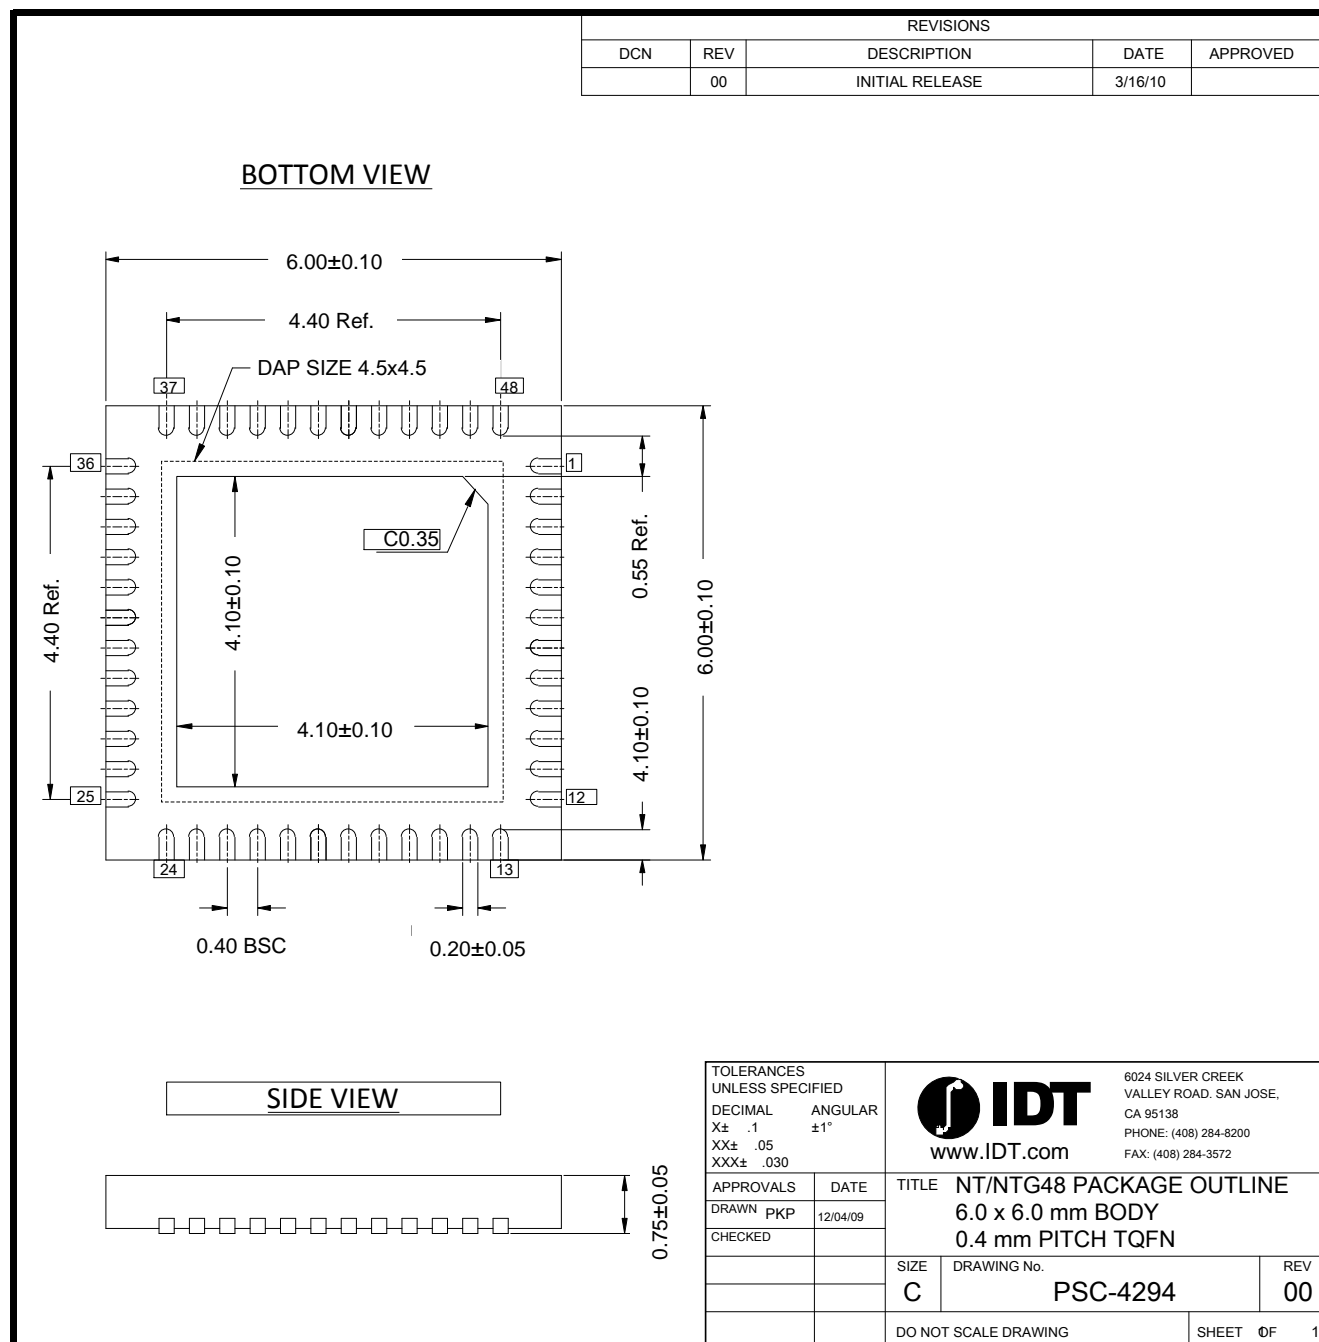 REVISIONS
DCN REV DESCRIPTION DATE APPROVED
00 INITIAL RELEASE 3/16/10
BOTTOM VIEW
6.00±0.10
4.40 Ref.
DAP SIZE 4.5x4.5
37 48
36 1
C0.35
0.55 Ref.
4.10±0.10
4.40 Ref.
6.00±0.10
4.10±0.10
4.10±0.10
25 12
24 13
0.40 BSC 0.20±0.05
SIDE VIEW
0.75±0.05
TOLERANCES
UNLESS SPECIFIED
DECIMAL ANGULAR
X± .1 ±1°
XX± .05
XXX± .030
IDT
www.IDT.com
6024 SILVER CREEK
VALLEY ROAD. SAN JOSE,
CA 95138
PHONE: (408) 284-8200
FAX: (408) 284-3572
APPROVALS DATE
DRAWN PKP 12/04/09
CHECKED
TITLE NT/NTG48 PACKAGE OUTLINE
6.0 x 6.0 mm BODY
0.4 mm PITCH TQFN
SIZE DRAWING No. REV
C PSC-4294 00
DO NOT SCALE DRAWING SHEET 1 OF 1